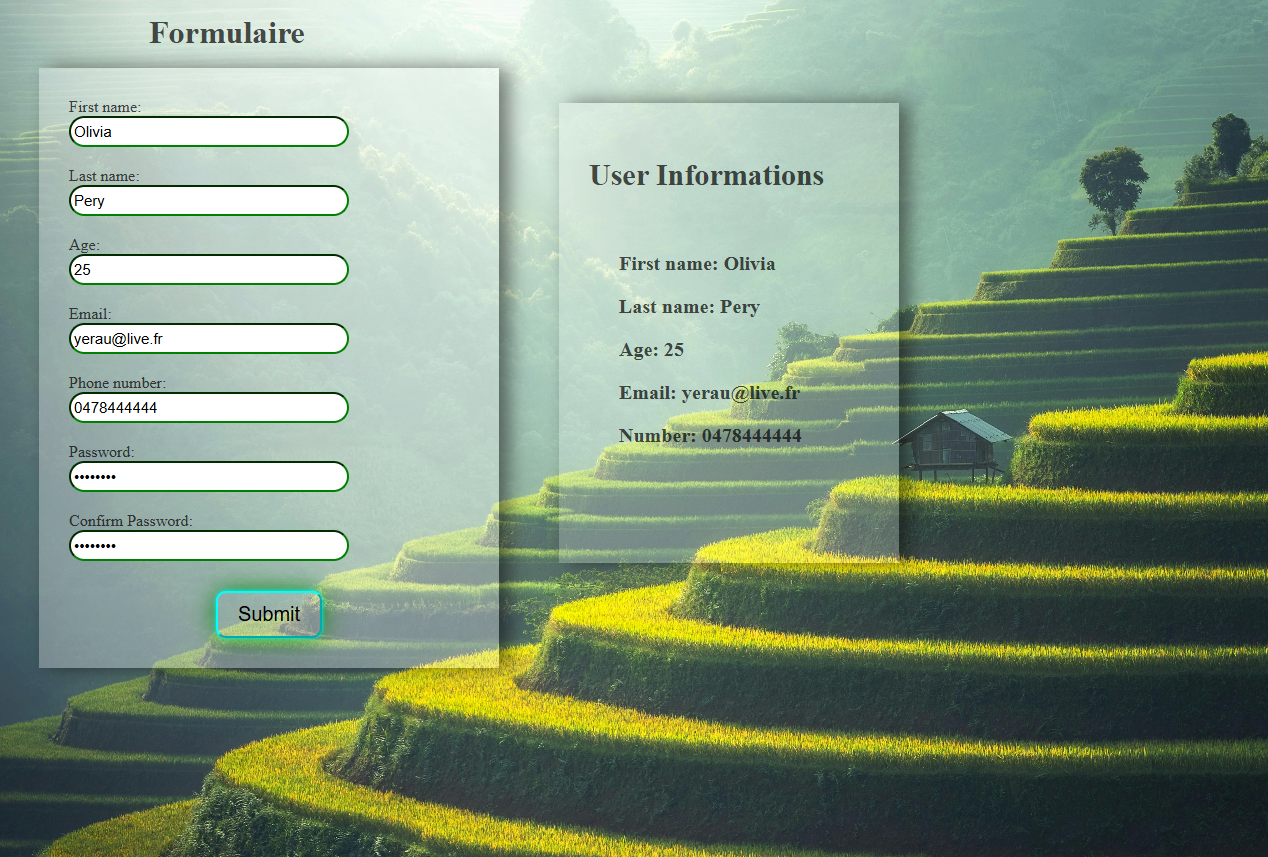 Formulaire
First name:
Olivia
Last name:
Pery
Age:
25
Email:
yerau@live.fr
Phone number:
0478444444
Password:
••••••••
Confirm Password:
••••••••
Submit
User Informations
First name: Olivia
Last name: Pery
Age: 25
Email: yerau@live.fr
Number: 0478444444